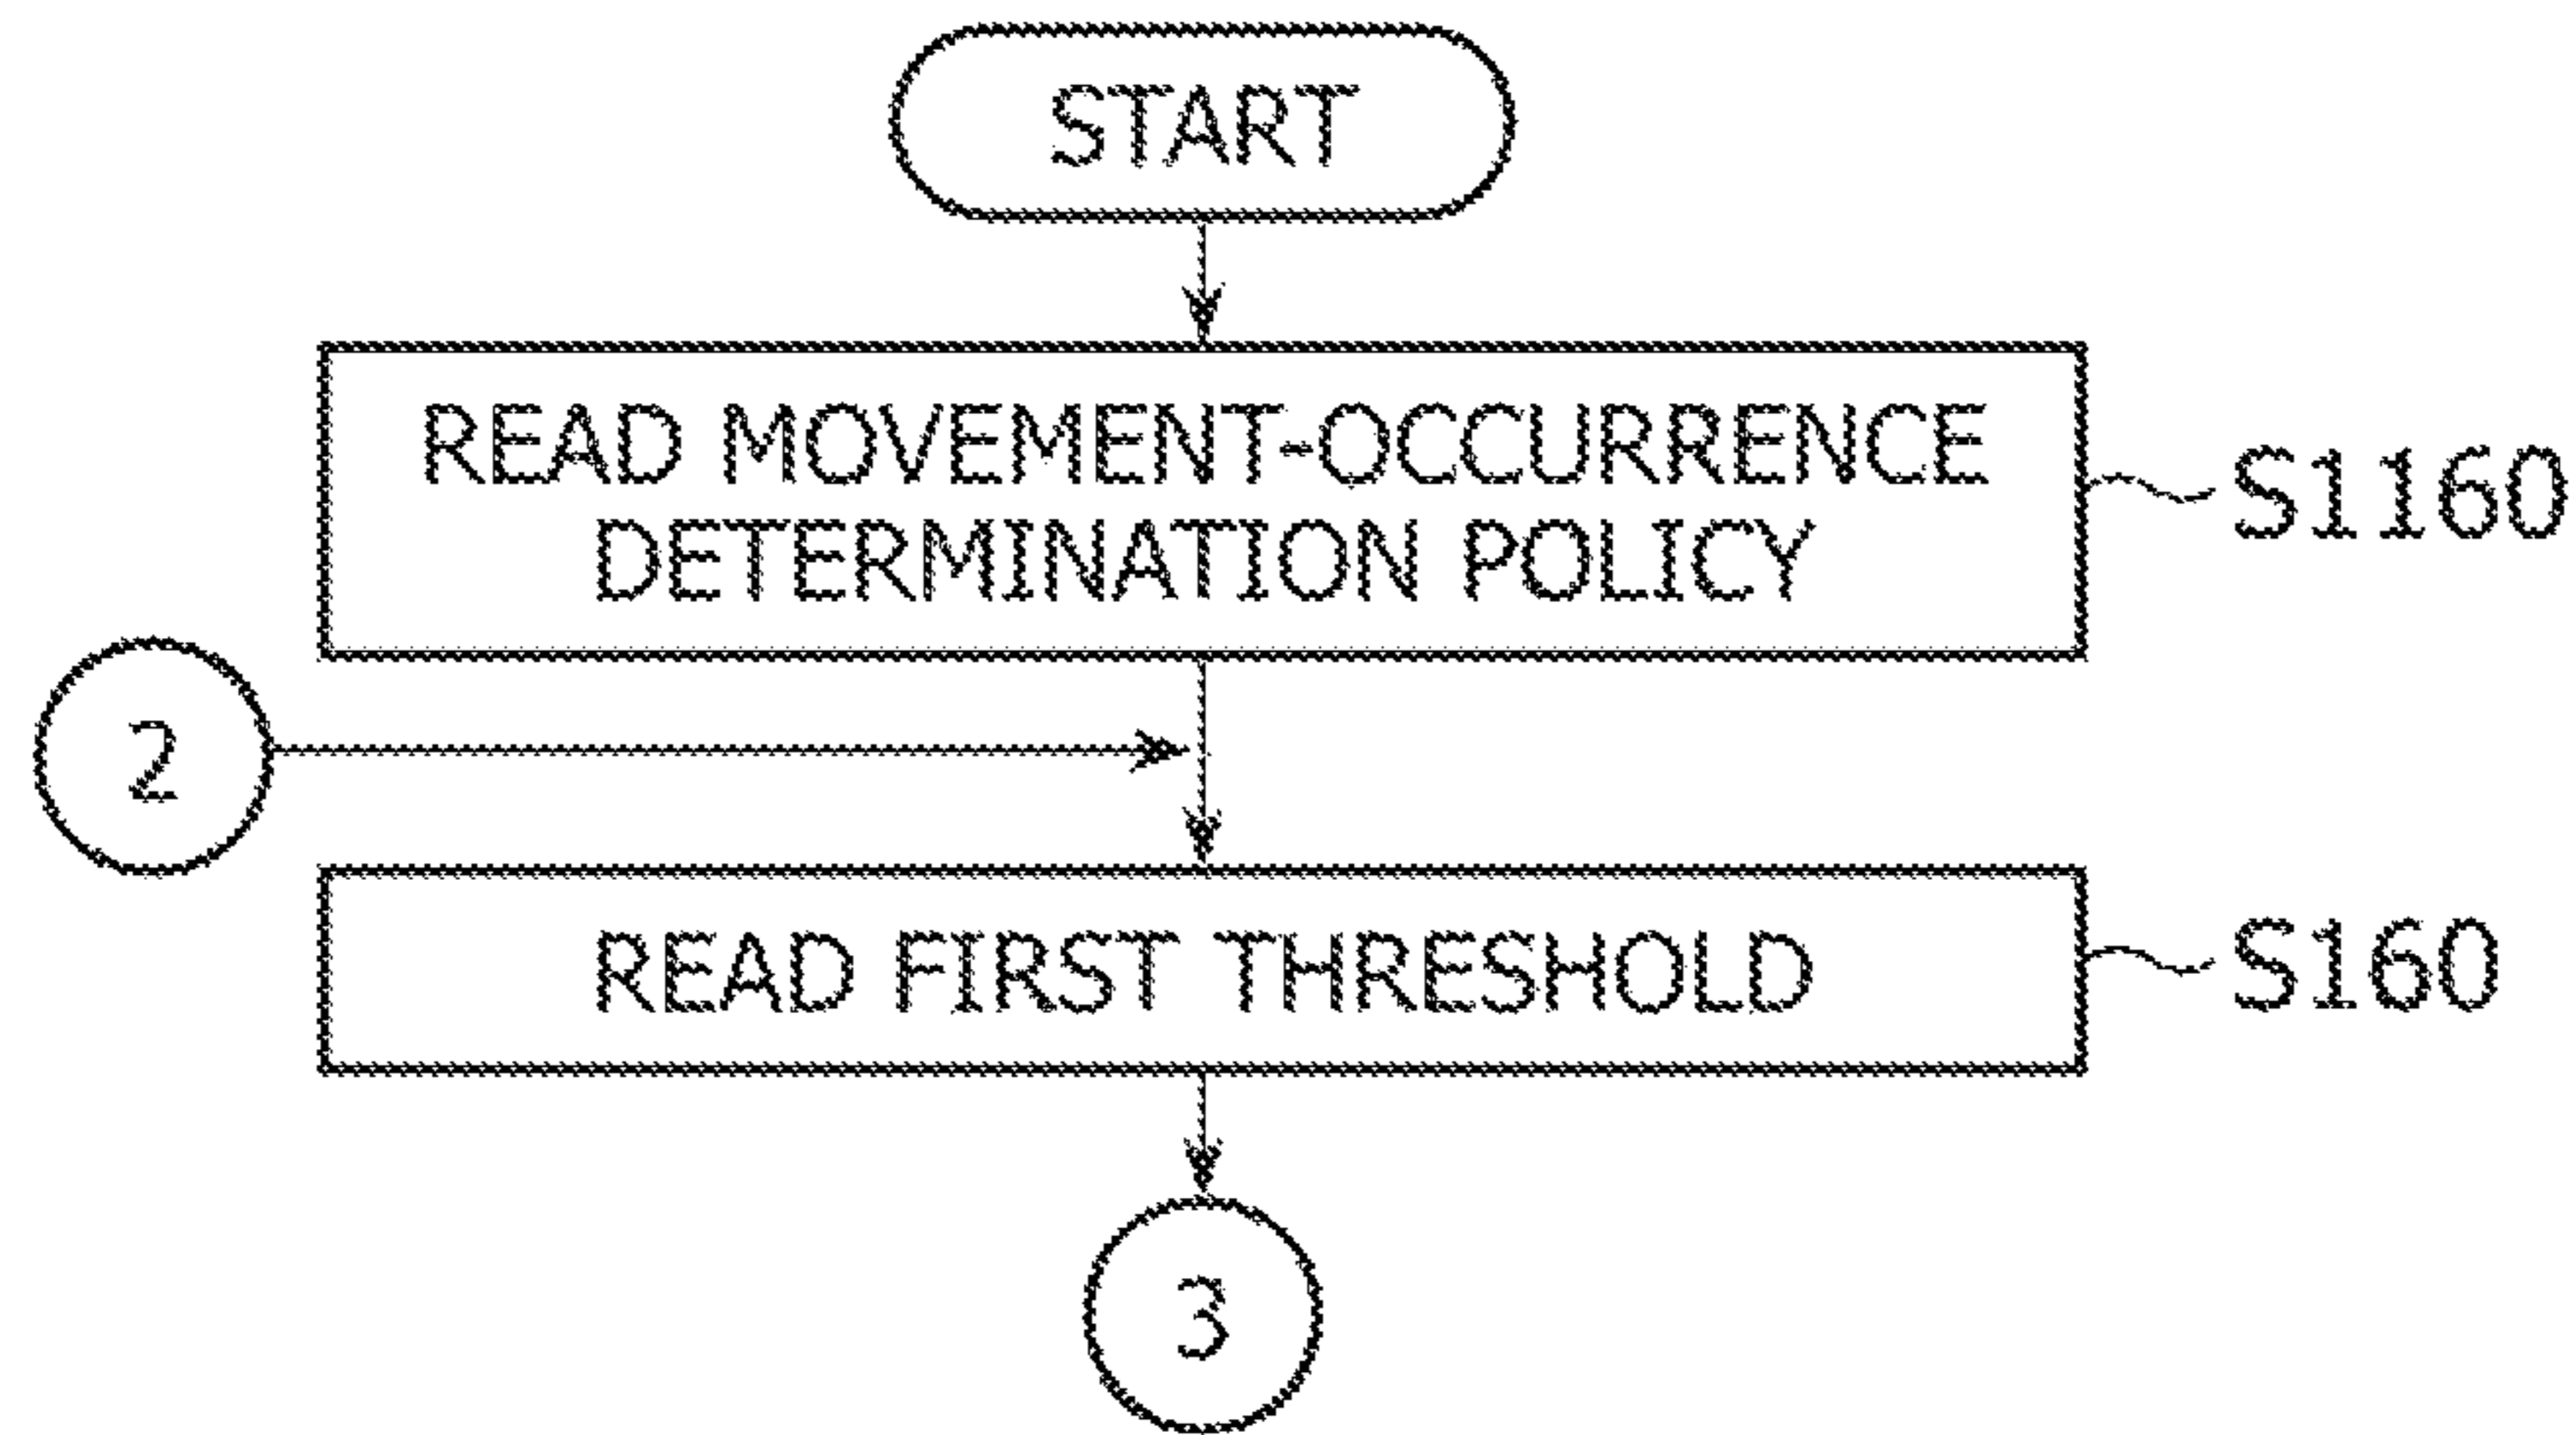 START
READ MOVEMENT-OCCURRENCE
DETERMINATION POLICY
S1160
2
READ FIRST THRESHOLD
S160
3